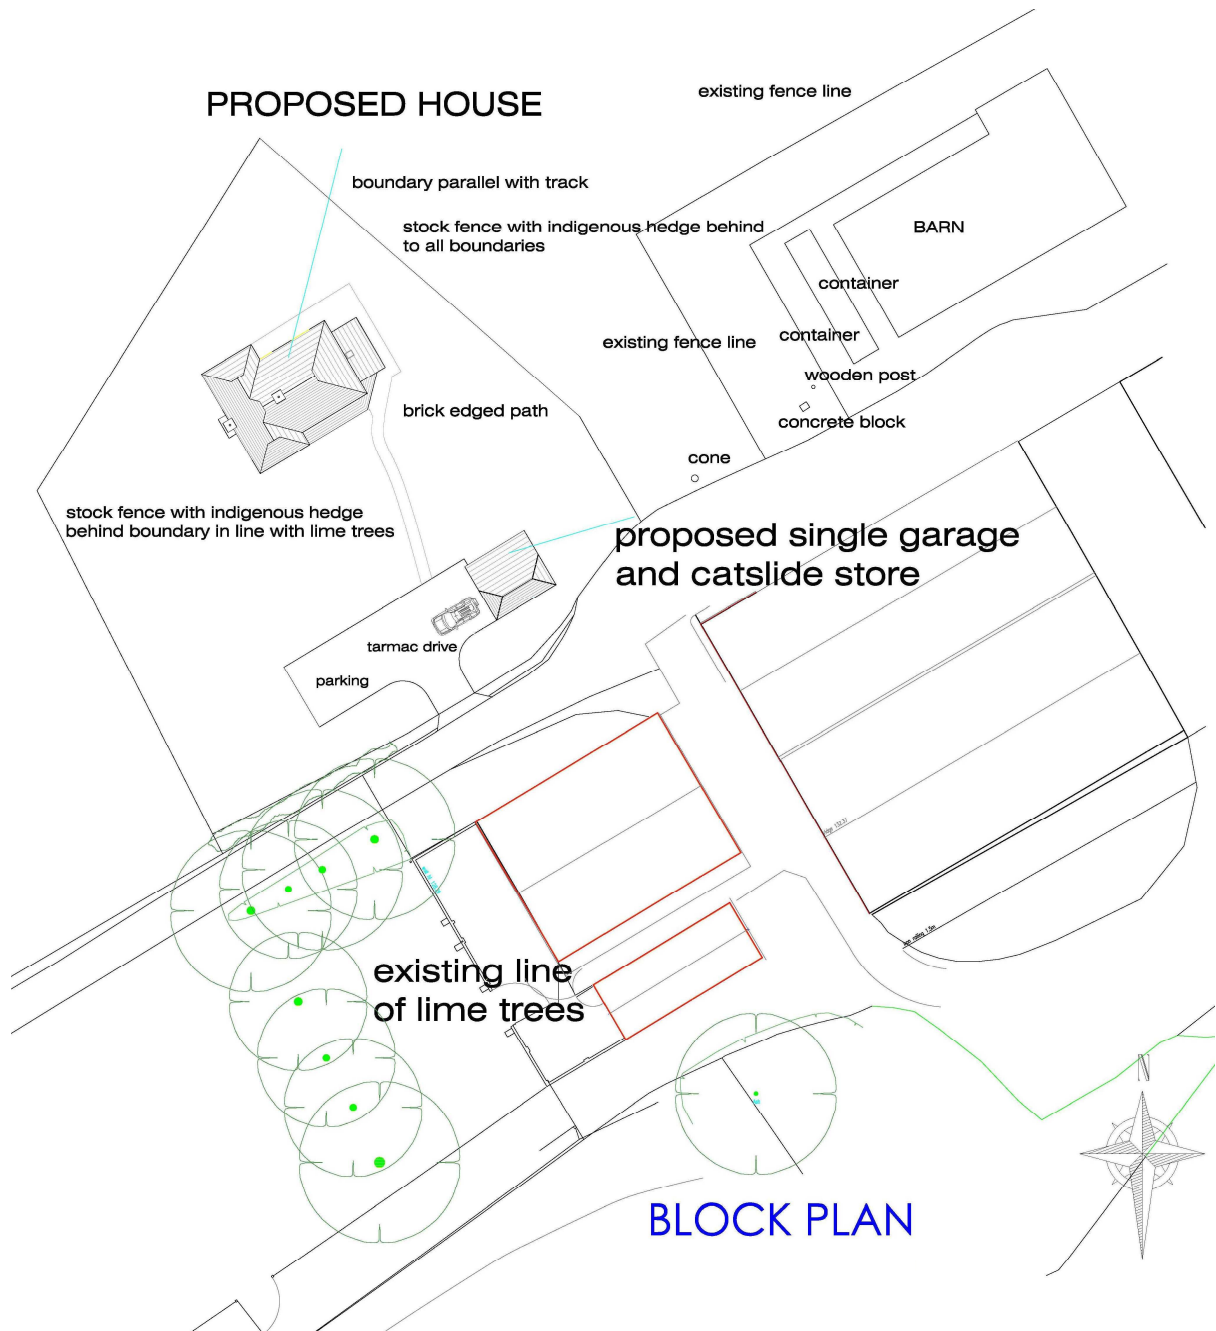 existing fence line
PROPOSED HOUSE
boundary parallel with track
stock fence with indigenous hedge behind
to all boundaries
BARN
container
container
existing fence line
wooden post
brick edged path
concrete block
cone
stock fence with indigenous hedge
behind boundary in line with lime trees
proposed single garage
and catslide store
tarmac drive
parking
existing line
of lime trees
N
BLOCK PLAN